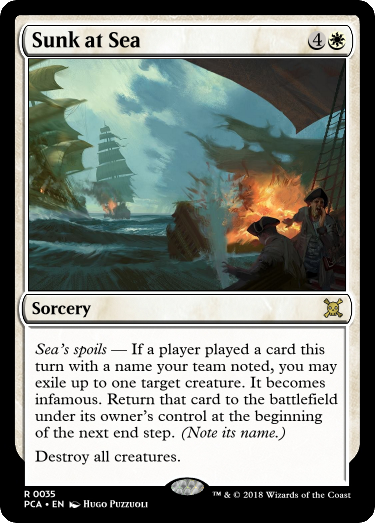 Sunk at Sea 4
Sorcery
Sea's spoils — If a player played a card this
turn with a name your team noted, you may
exile up to one target creature. It becomes
infamous. Return that card to the battlefield
under its owner's control at the beginning
of the next end step. (Note its name.)
Destroy all creatures.
R 0035
PCA • EN Hugo Puzzuoli
™ & © 2018 Wizards of the Coast